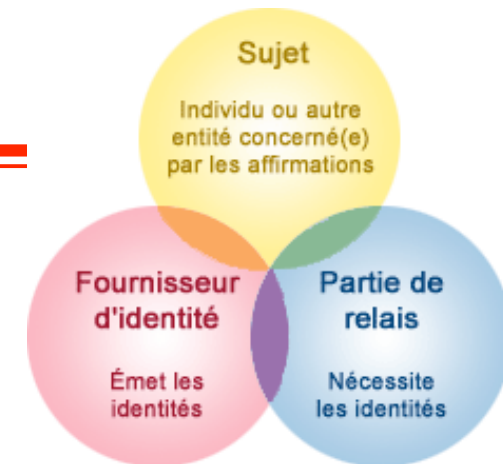 Sujet
Individu ou autre
entité concerné(e)
par les affirmations
Fournisseur
d'identité
Émet les
identités
Partie de
relais
Nécessite
les identités